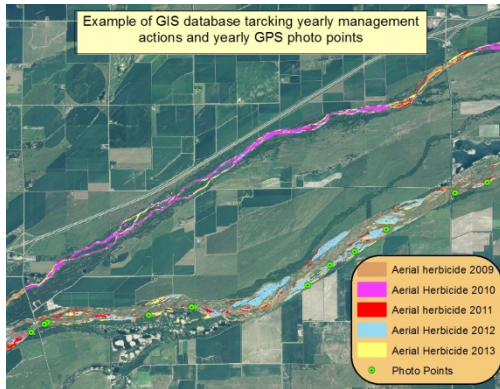 Example of GIS database tarcking yearly management
actions and yearly GPS photo points
Aerial herbicide 2009
Aerial Herbicide 2010
Aerial herbicide 2011
Aerial Herbicide 2012
Aerial Herbicide 2013
Photo Points